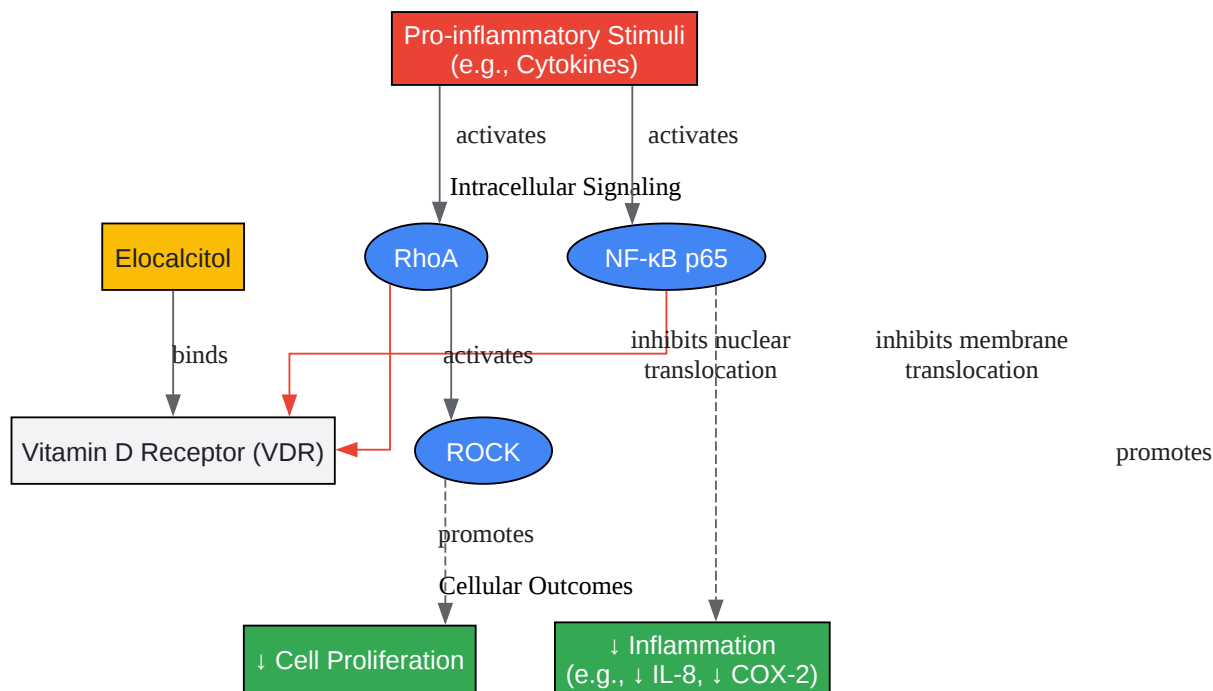 Pro-inflammatory Stimuli
(e.g., Cytokines)
activates
activates
Intracellular Signaling
Elocalcitol
RhoA
NF-κB p65
binds
activates
inhibits nuclear
translocation
inhibits membrane
translocation
Vitamin D Receptor (VDR)
ROCK
promotes
promotes
Cellular Outcomes
↓ Cell Proliferation
↓ Inflammation
(e.g., ↓ IL-8, ↓ COX-2)